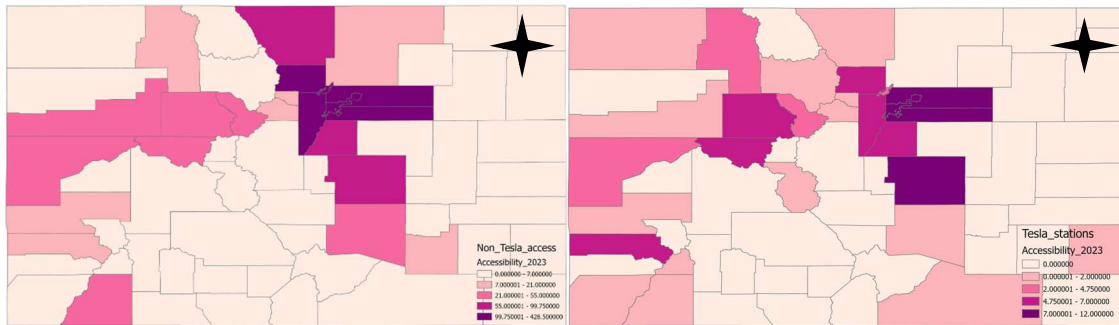 Non_Tesla_access
Accessibility_2023
0.000000 - 7.000000
7.000001 - 21.000000
21.000001 - 55.000000
55.000001 - 99.750000
99.750001 - 428.500000
Tesla_stations
Accessibility_2023
0.000000
0.000001 - 2.000000
2.000001 - 4.750000
4.750001 - 7.000000
7.000001 - 12.000000